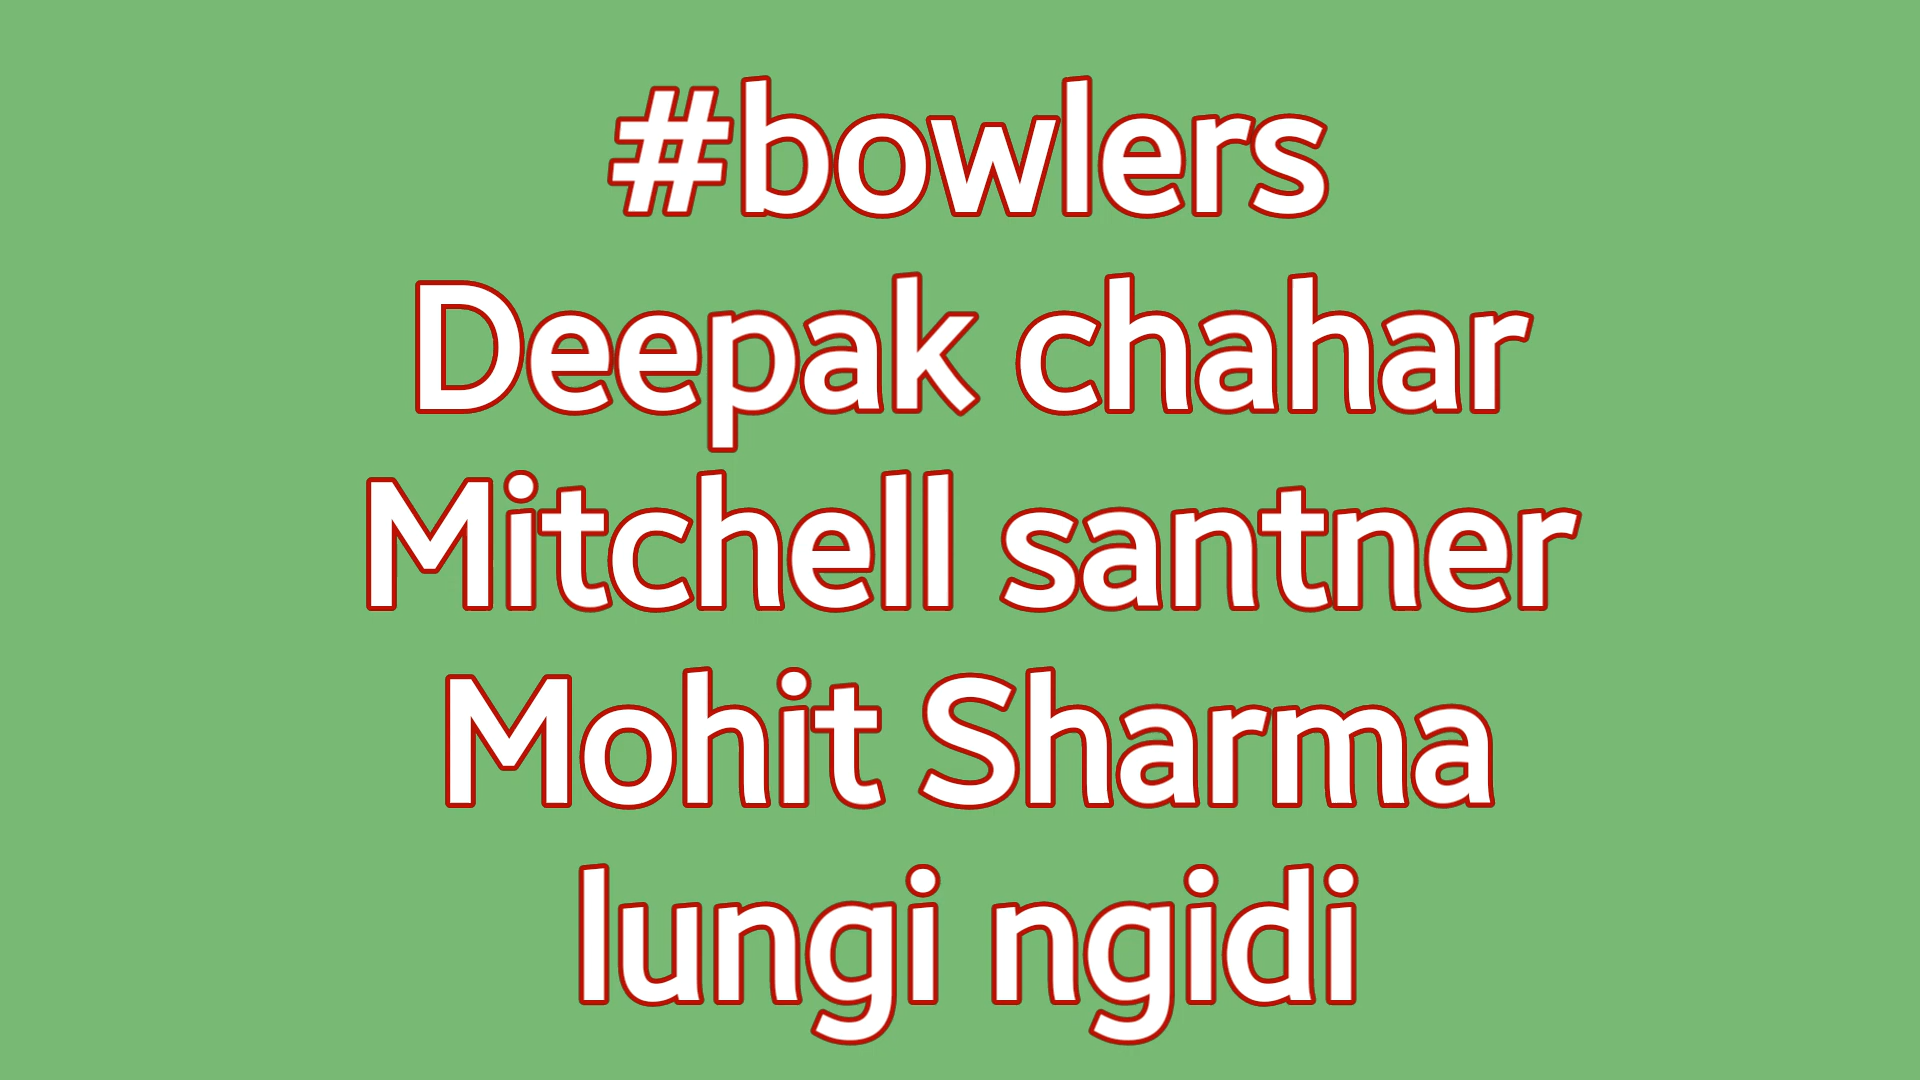 #bowlers
Deepak chahar
Mitchell santner
Mohit Sharma
lungi ngidi